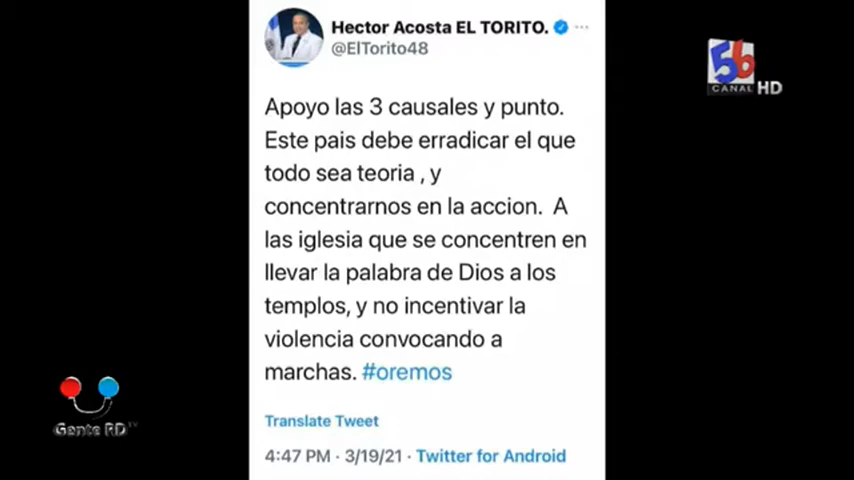 Hector Acosta EL TORITO.
@ElTorito48
56
CANAL HD
Apoyo las 3 causales y punto.
Este pais debe erradicar el que
todo sea teoria , y
concentrarnos en la accion. A
las iglesia que se concentren en
llevar la palabra de Dios a los
templos, y no incentivar la
violencia convocando a
marchas. #oremos
Gente RD TV
Translate Tweet
4:47 PM · 3/19/21 · Twitter for Android